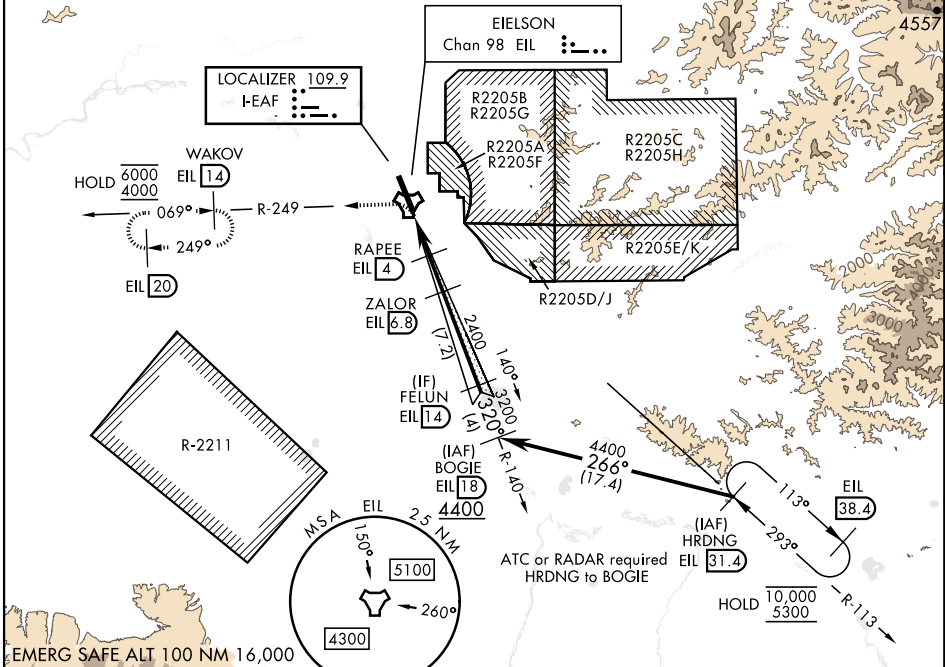 4557
EIELSON
Chan 98 EIL
LOCALIZER 109.9
I-EAF
R2205B
R2205G
R2205A
R2205F
R2205C
R2205H
R2205E/K
R2205D/J
WAKOV
EIL 14
HOLD 6000
4000
069°
R-249
249°
EIL 20
RAPEE
EIL 4
ZALOR
EIL 6.8
2400
(7.2)
140°
(IF)
FELUN
EIL 14
3200
320°
(4)
R-140
(IAF)
BOGIE
EIL 18
4400
4400
266°
(17.4)
2000
3000
R-2211
113°
293°
EIL
38.4
(IAF)
HRDNG
EIL 31.4
ATC or RADAR required
HRDNG to BOGIE
HOLD 10,000
5300
R-113
MSA EIL 25 NM
150°
5100
260°
4300
EMERG SAFE ALT 100 NM 16,000